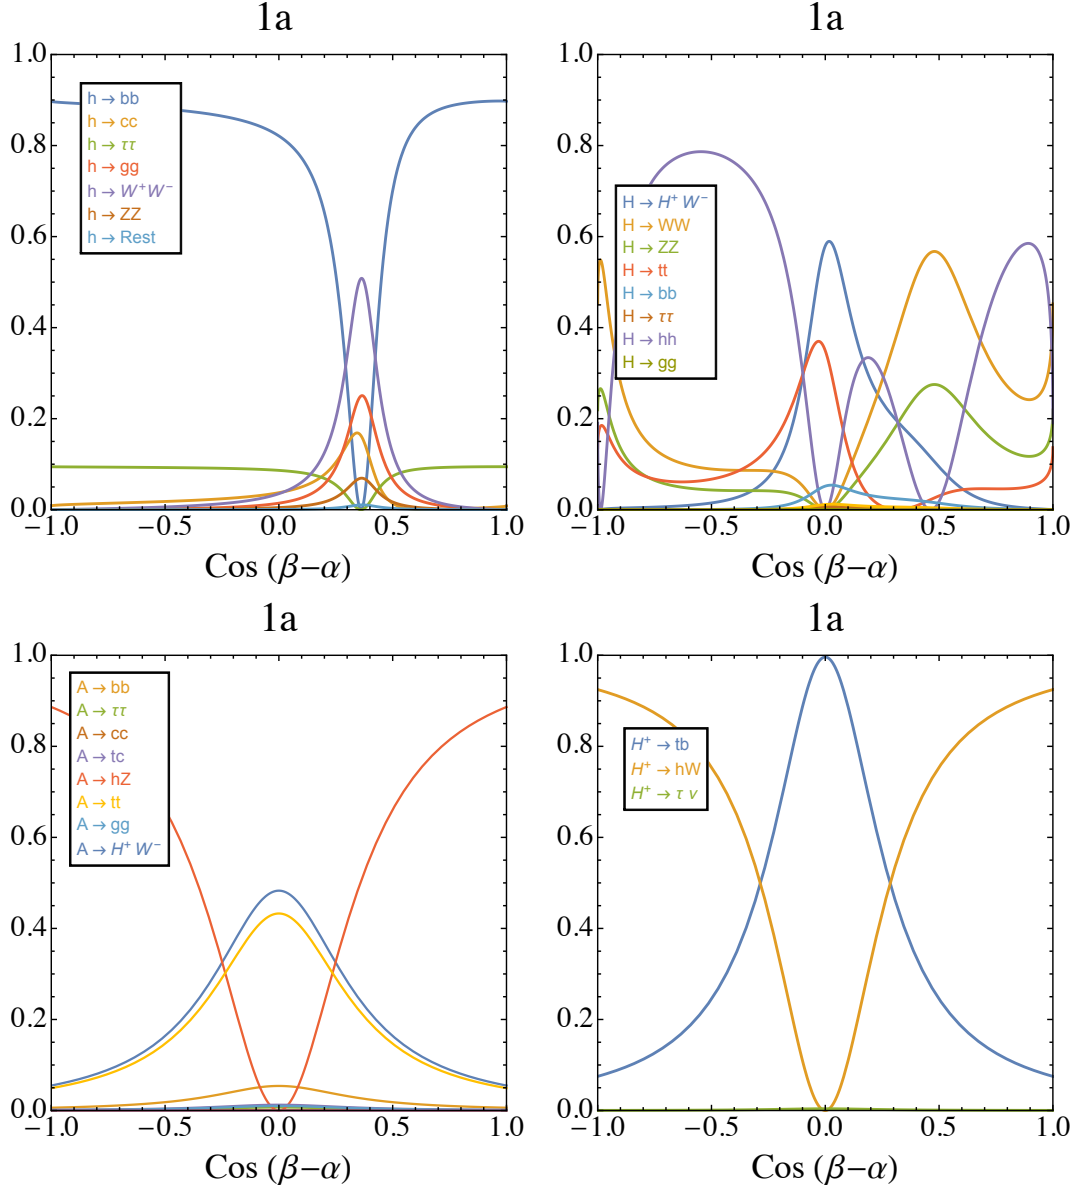 1a
1.0
0.8
0.6
0.4
0.2
0.0
−1.0 −0.5 0.0 0.5 1.0
Cos (β−α)
h → bb
h → cc
h → ττ
h → gg
h → W⁺W⁻
h → ZZ
h → Rest
1a
1.0
0.8
0.6
0.4
0.2
0.0
−1.0 −0.5 0.0 0.5 1.0
Cos (β−α)
H → H⁺ W⁻
H → WW
H → ZZ
H → tt
H → bb
H → ττ
H → hh
H → gg
1a
1.0
0.8
0.6
0.4
0.2
0.0
−1.0 −0.5 0.0 0.5 1.0
Cos (β−α)
A → bb
A → ττ
A → cc
A → tc
A → hZ
A → tt
A → gg
A → H⁺ W⁻
1a
1.0
0.8
0.6
0.4
0.2
0.0
−1.0 −0.5 0.0 0.5 1.0
Cos (β−α)
H⁺ → tb
H⁺ → hW
H⁺ → τ ν